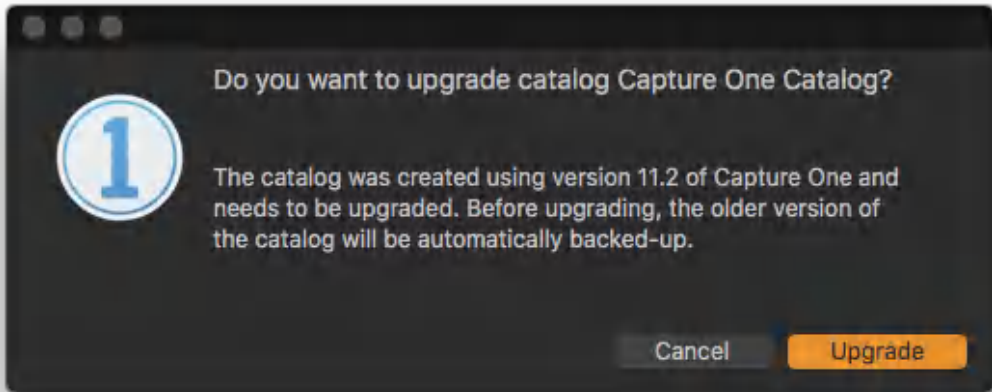 Do you want to upgrade catalog Capture One Catalog?
1
The catalog was created using version 11.2 of Capture One and
needs to be upgraded. Before upgrading, the older version of
the catalog will be automatically backed-up.
Cancel
Upgrade